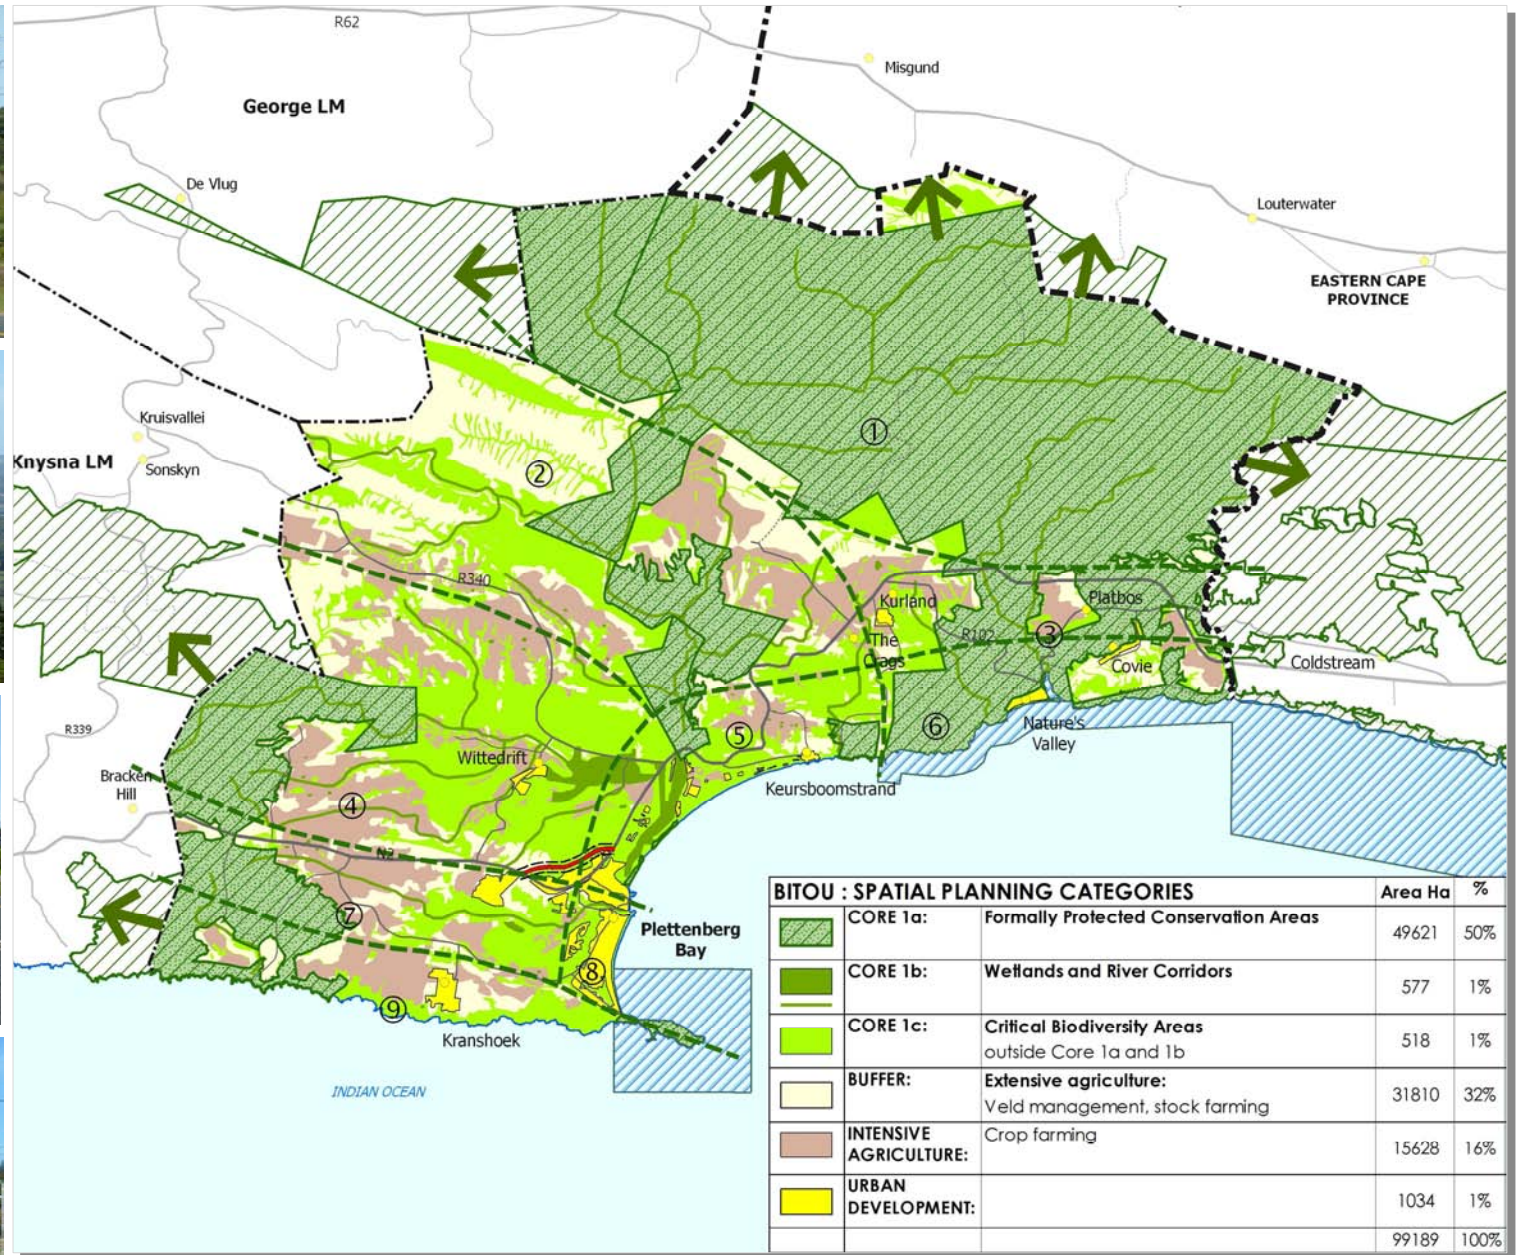 R62
Misgund
George LM
De Vlug
Louterwater
EASTERN CAPE
PROVINCE
Kruisvallei
①
Knysna LM
Sonskyn
②
R340
Kurland
Platbos
The
Crags
R102
③
Covie
Coldstream
R339
Wittedrift
⑤
⑥
Nature's
Valley
Bracken
Hill
④
Keursboomstrand
N2
⑦
Plettenberg
Bay
⑧
⑨
Kranshoek
INDIAN OCEAN
BITOU : SPATIAL PLANNING CATEGORIES Area Ha %
CORE 1a: Formally Protected Conservation Areas 49621 50%
CORE 1b: Wetlands and River Corridors 577 1%
CORE 1c: Critical Biodiversity Areas
outside Core 1a and 1b 518 1%
BUFFER: Extensive agriculture:
Veld management, stock farming 31810 32%
INTENSIVE Crop farming
AGRICULTURE: 15628 16%
URBAN
DEVELOPMENT: 1034 1%
99189 100%